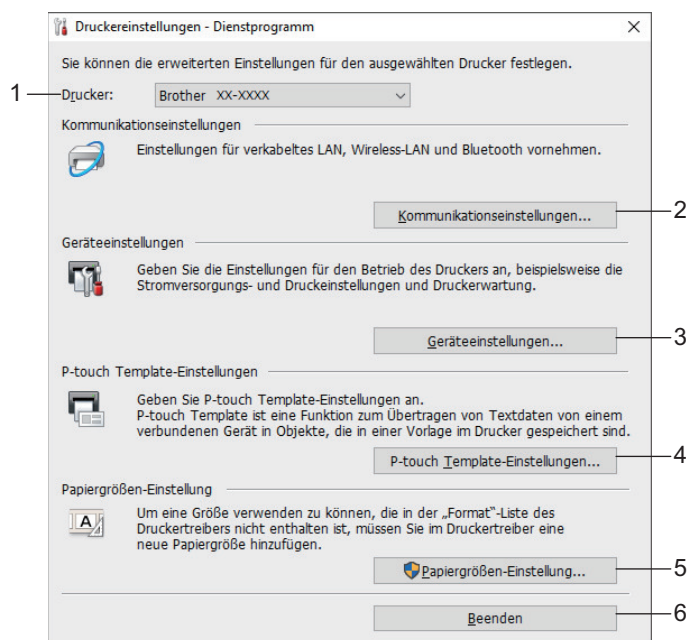 Druckereinstellungen - Dienstprogramm
Sie können die erweiterten Einstellungen für den ausgewählten Drucker festlegen.
1
Drucker:
Brother XX-XXXX
Kommunikationseinstellungen
Einstellungen für verkabeltes LAN, Wireless-LAN und Bluetooth vornehmen.
Kommunikationseinstellungen...
2
Geräteeinstellungen
Geben Sie die Einstellungen für den Betrieb des Druckers an, beispielsweise die
Stromversorgungs- und Druckeinstellungen und Druckerwartung.
Geräteeinstellungen...
3
P-touch Template-Einstellungen
Geben Sie P-touch Template-Einstellungen an.
P-touch Template ist eine Funktion zum Übertragen von Textdaten von einem
verbundenen Gerät in Objekte, die in einer Vorlage im Drucker gespeichert sind.
P-touch Template-Einstellungen...
4
Papiergrößen-Einstellung
A
Um eine Größe verwenden zu können, die in der „Format"-Liste des
Druckertreibers nicht enthalten ist, müssen Sie im Druckertreiber eine
neue Papiergröße hinzufügen.
Papiergrößen-Einstellung...
5
Beenden
6